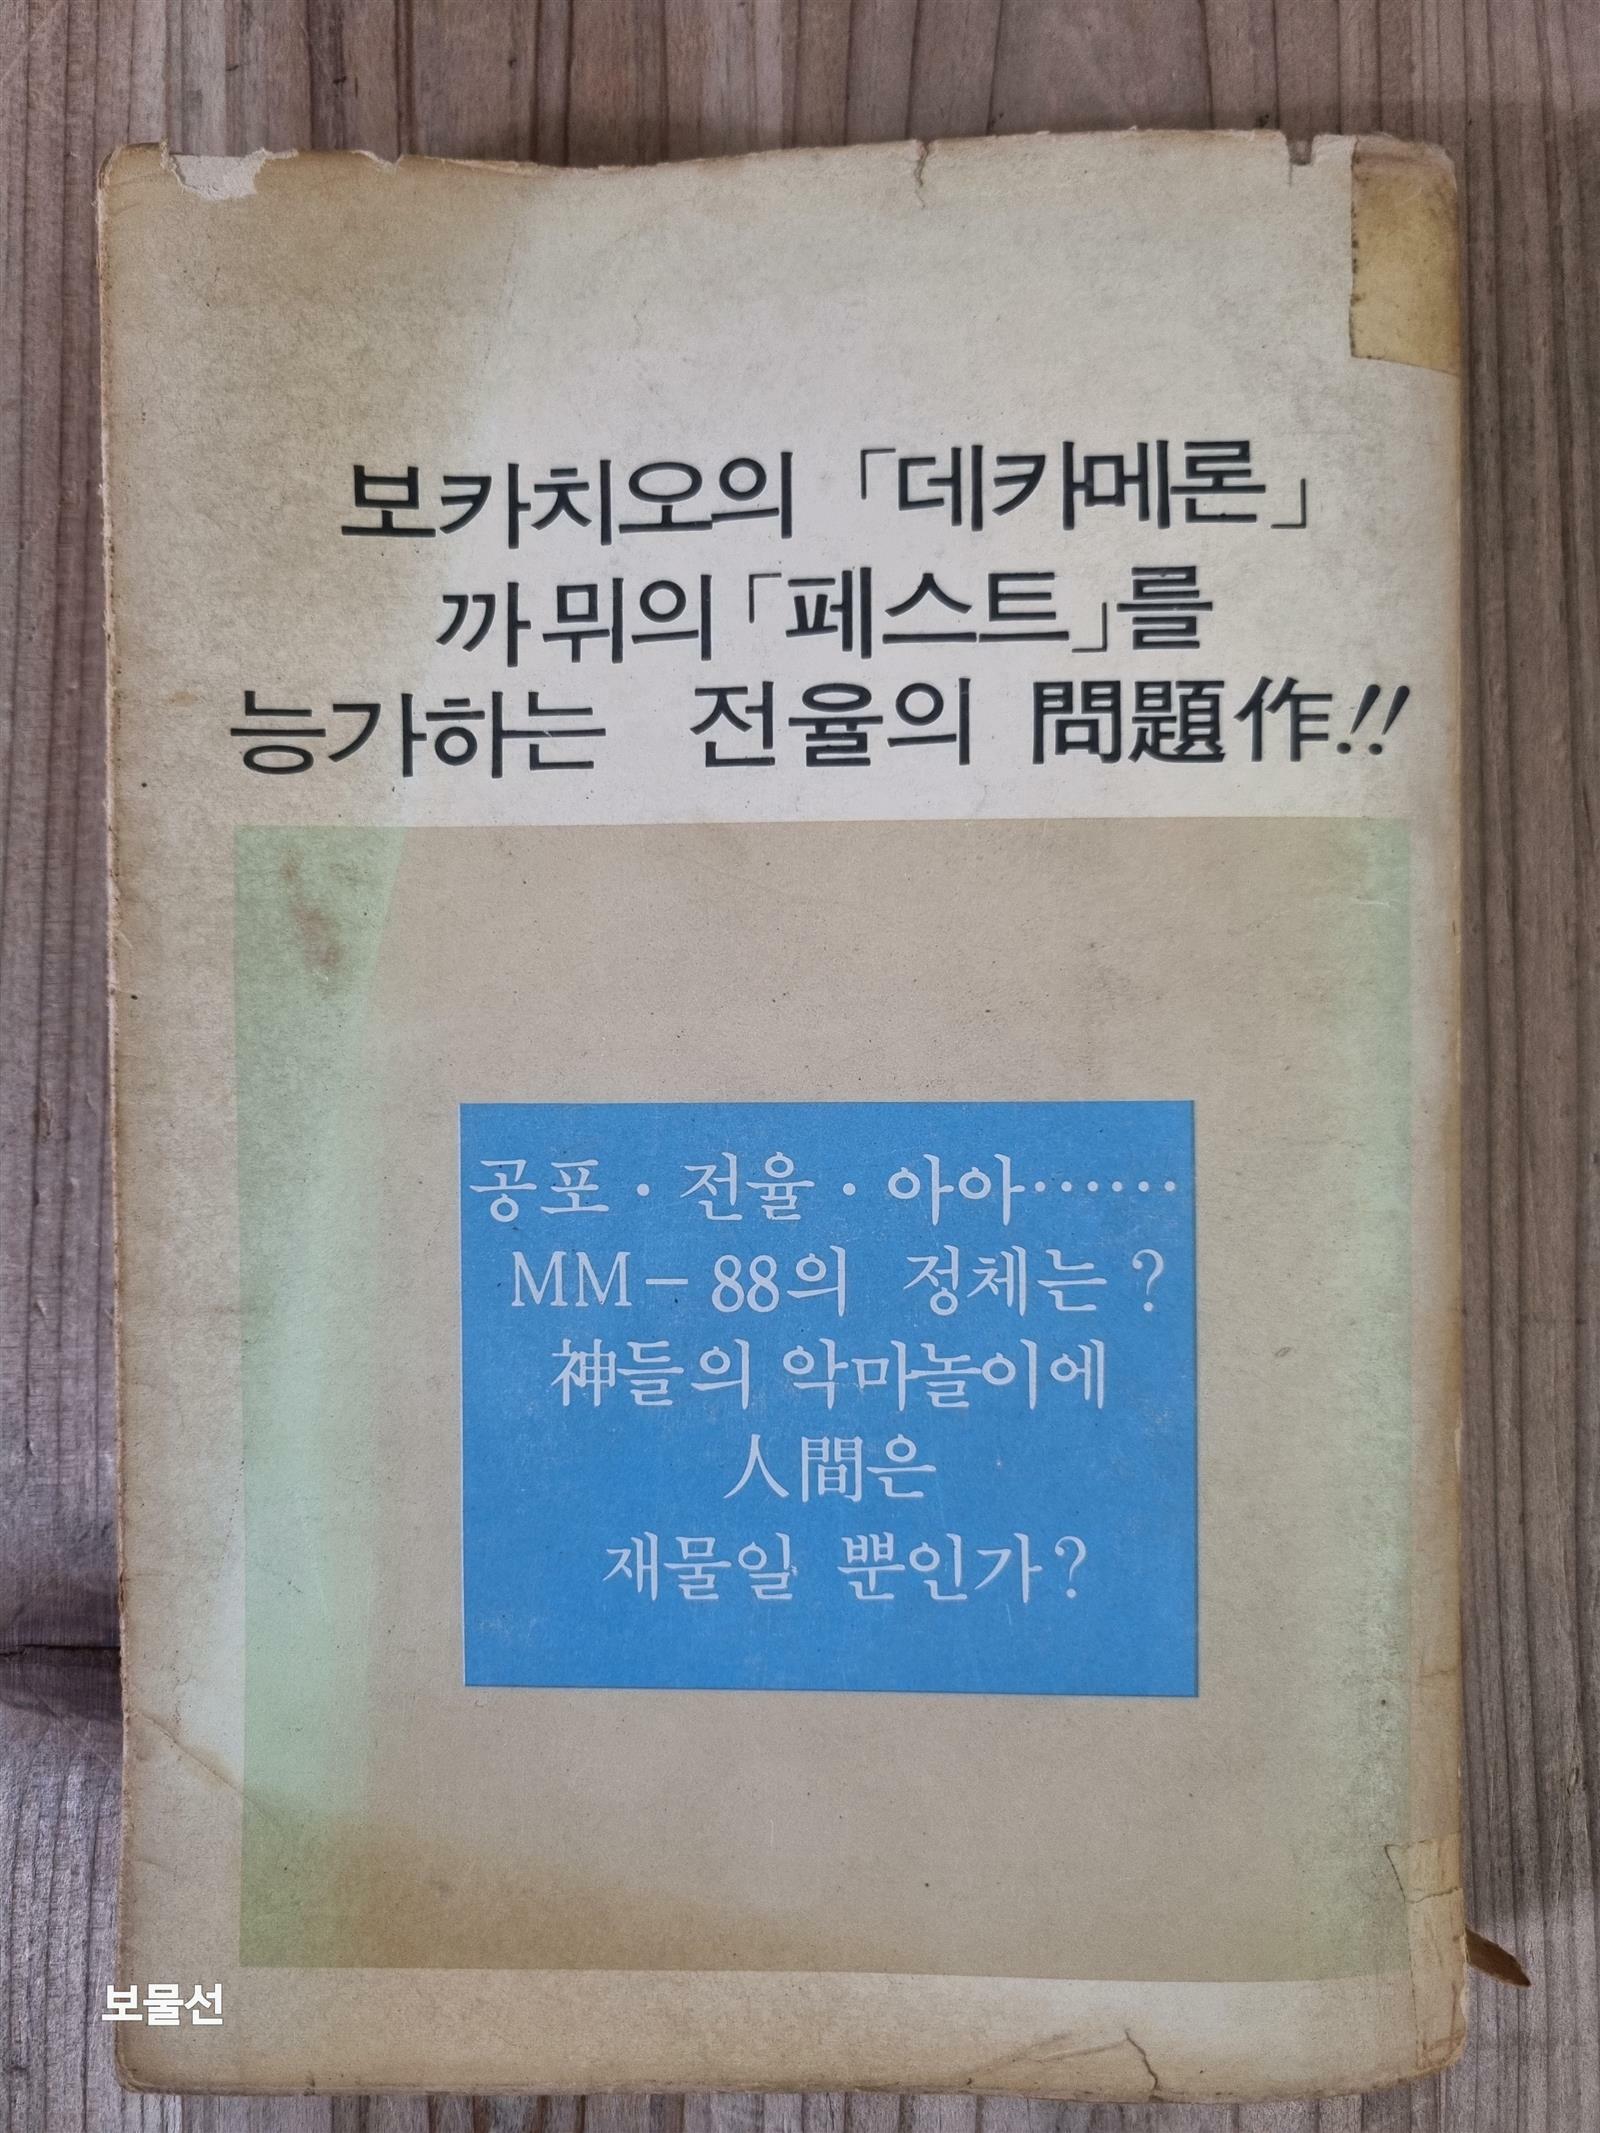 보카치오의 「데카메론」
까뮈의 「페스트」를
능가하는 전율의 問題作!!
공포·전율·아아……
MM-88의 정체는?
神들의 악마놀이에
人間은
재물일 뿐인가?
보물선